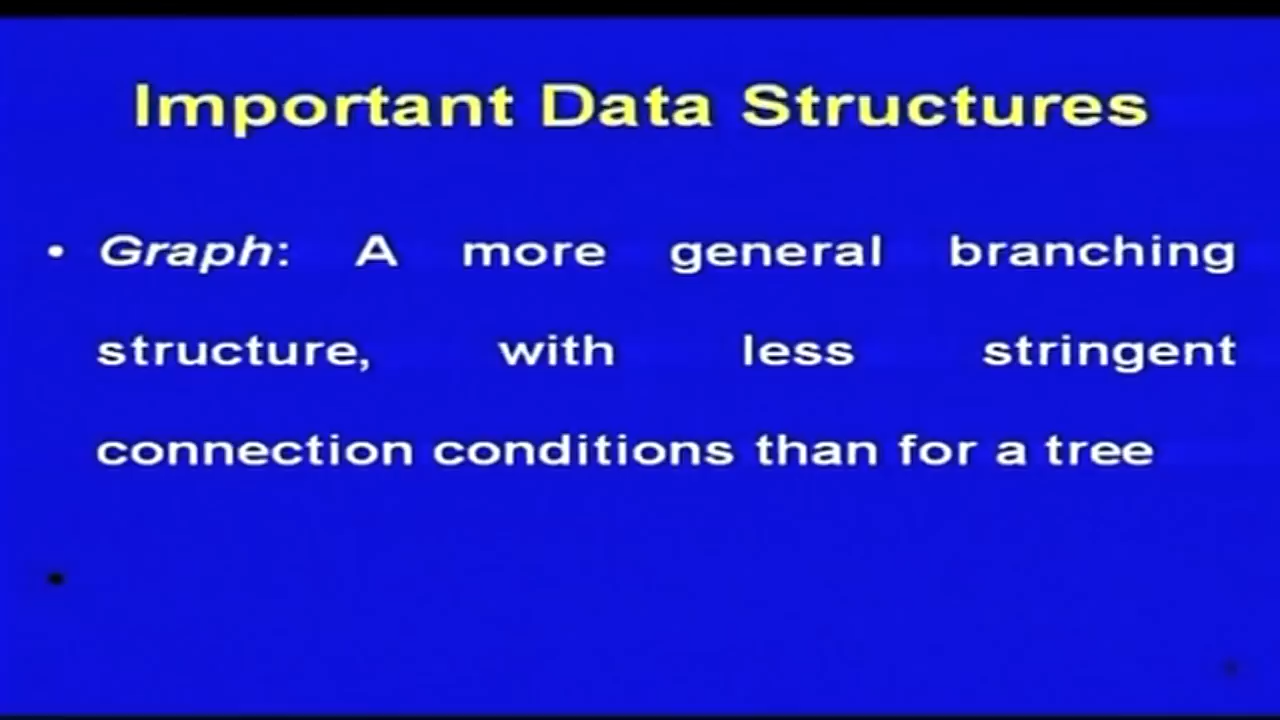 Important Data Structures
• Graph: A more general branching
structure, with less stringent
connection conditions than for a tree
•